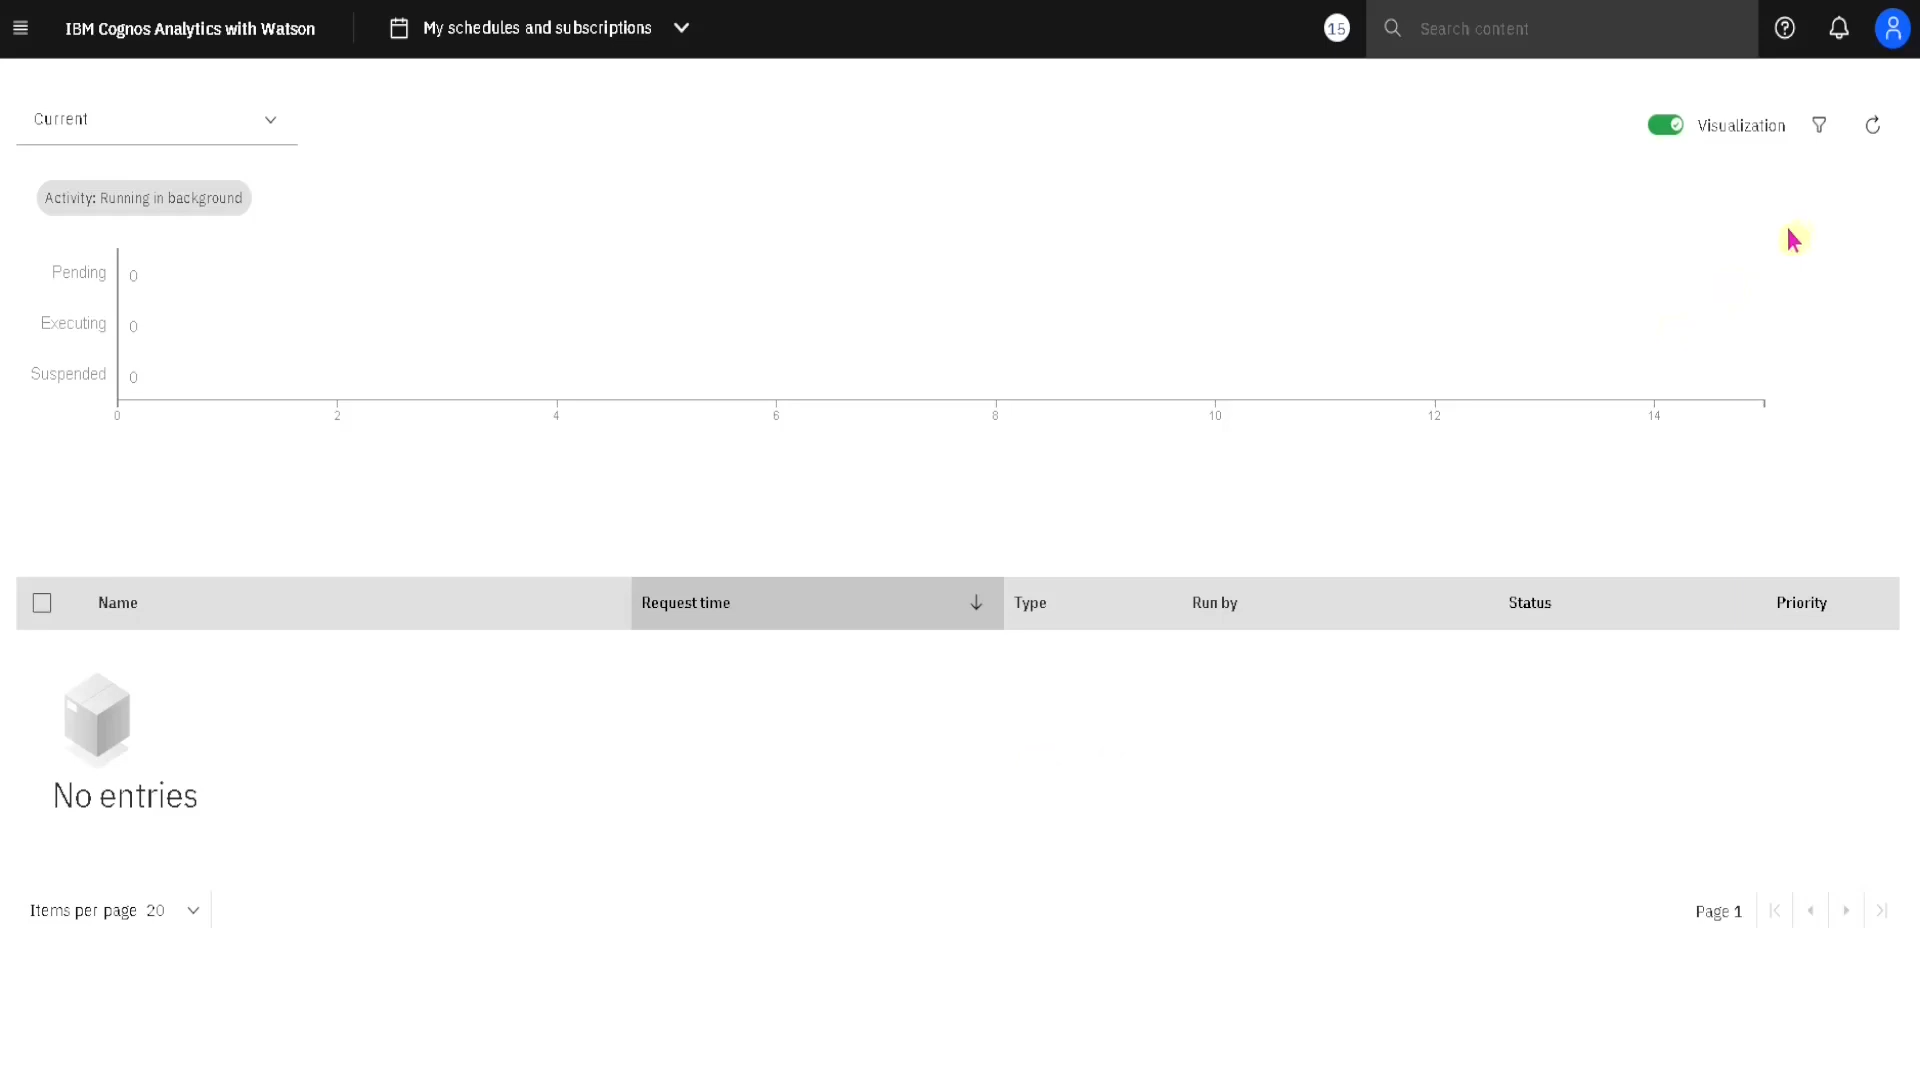 IBM Cognos Analytics with Watson
My schedules and subscriptions
15
Search content
Current
Visualization
Activity: Running in background
Pending 0
Executing 0
Suspended 0
0 2 4 6 8 10 12 14
Name Request time Type Run by Status Priority
No entries
Items per page 20
Page 1